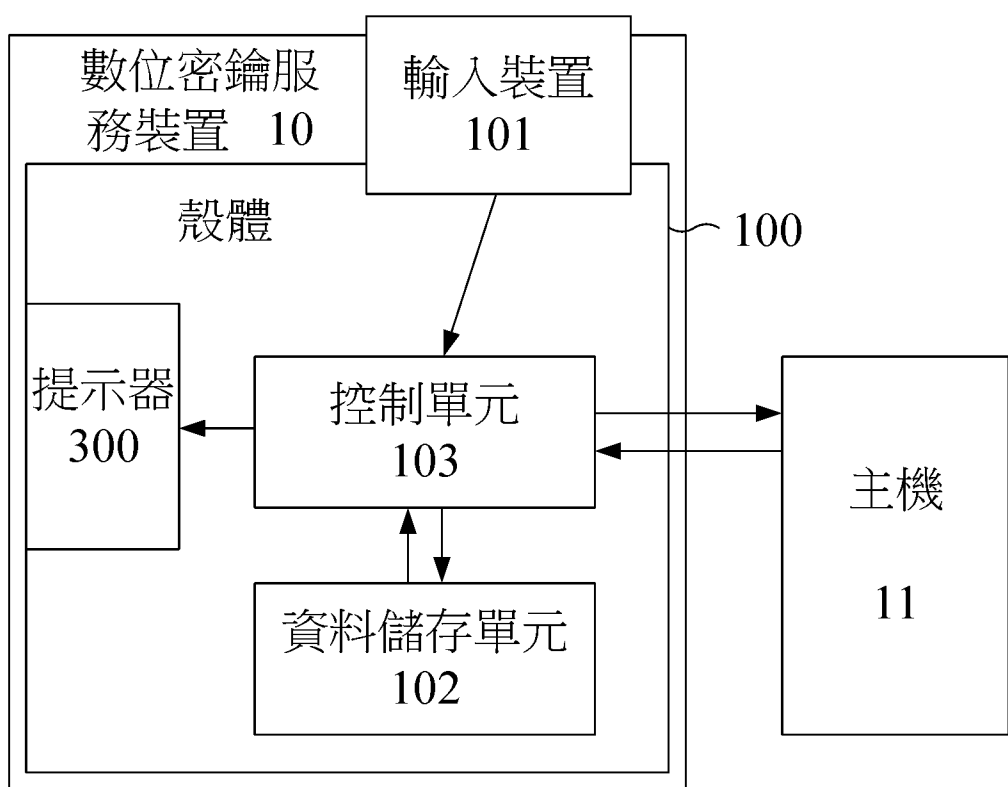 數位密鑰服
務裝置 10
輸入裝置
101
殼體
100
提示器
300
控制單元
103
主機
11
資料儲存單元
102